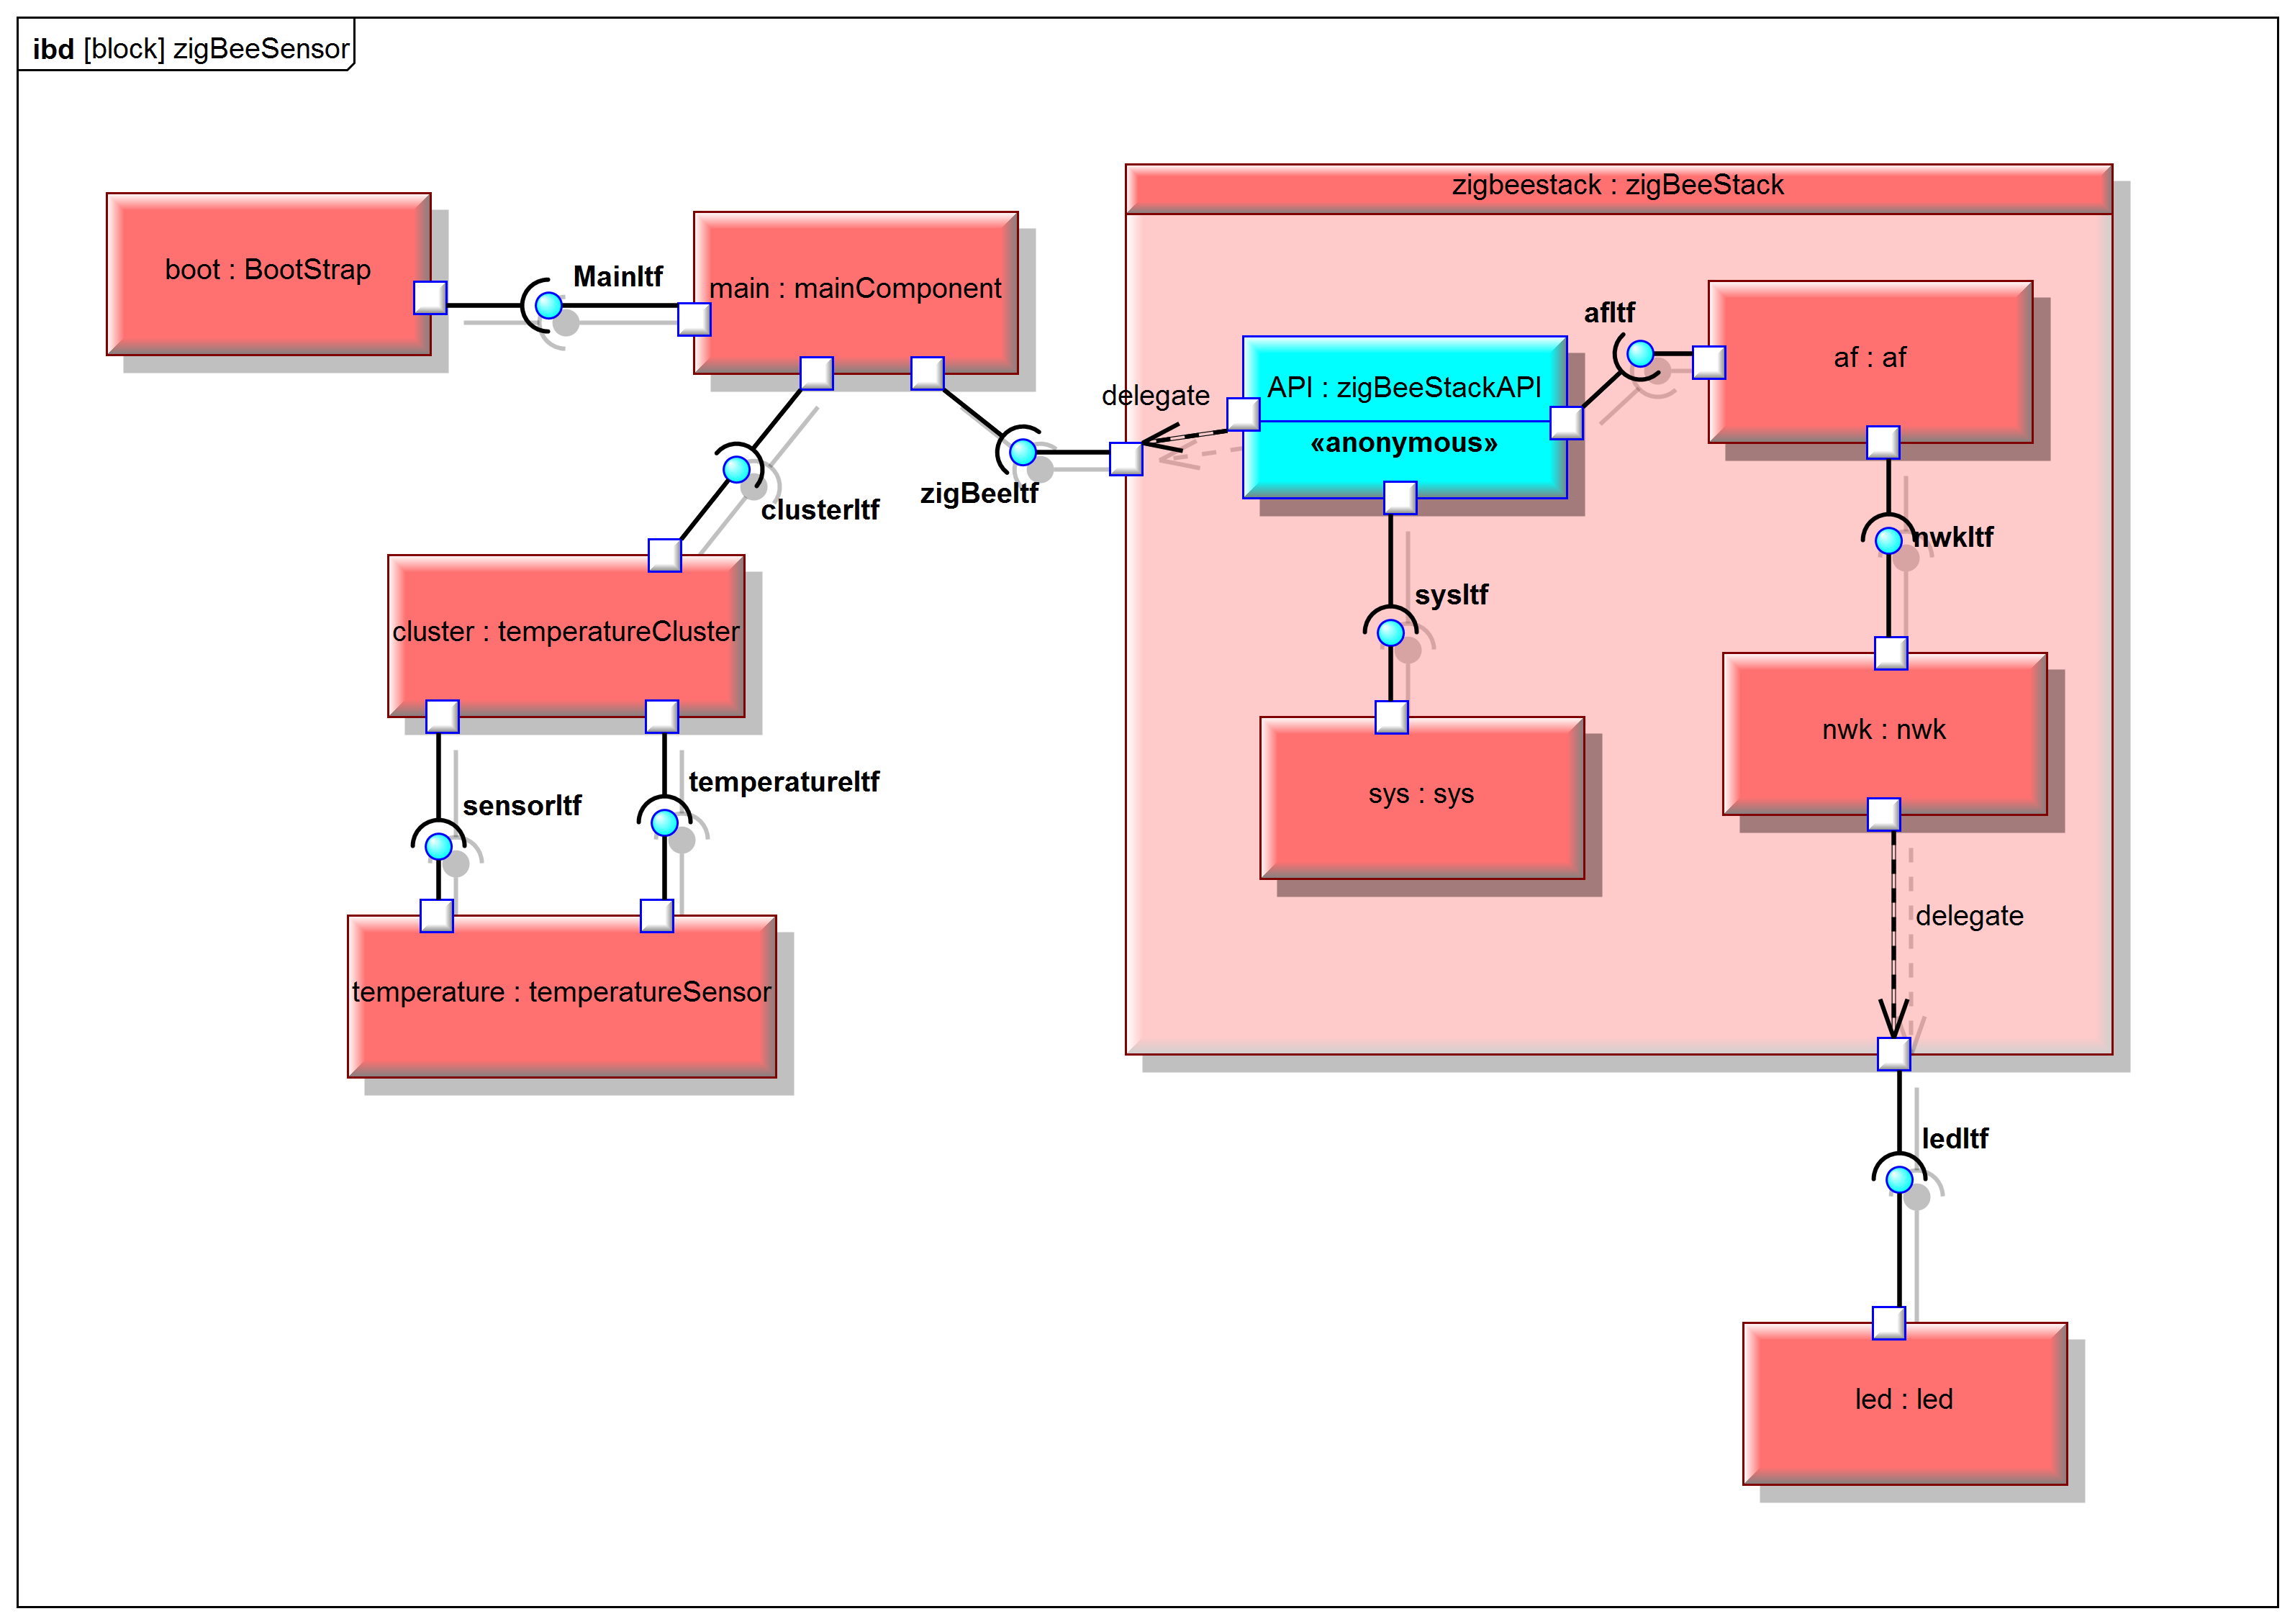 ibd [block] zigBeeSensor
zigbeestack : zigBeeStack
boot : BootStrap
MainItf
main : mainComponent
afItf
af : af
delegate
API : zigBeeStackAPI
«anonymous»
clusterItf
zigBeeItf
nwkItf
sysItf
cluster : temperatureCluster
nwk : nwk
sensorItf
temperatureItf
sys : sys
delegate
temperature : temperatureSensor
ledItf
led : led